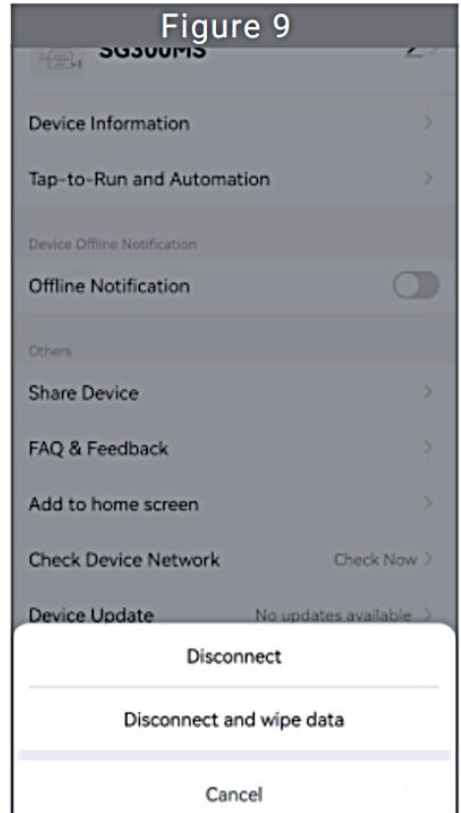 Figure 9
SG300MS
Device Information
Tap-to-Run and Automation
Device Offline Notification
Offline Notification
Others
Share Device
FAQ & Feedback
Add to home screen
Check Device Network Check Now
Device Update No updates available
Disconnect
Disconnect and wipe data
Cancel